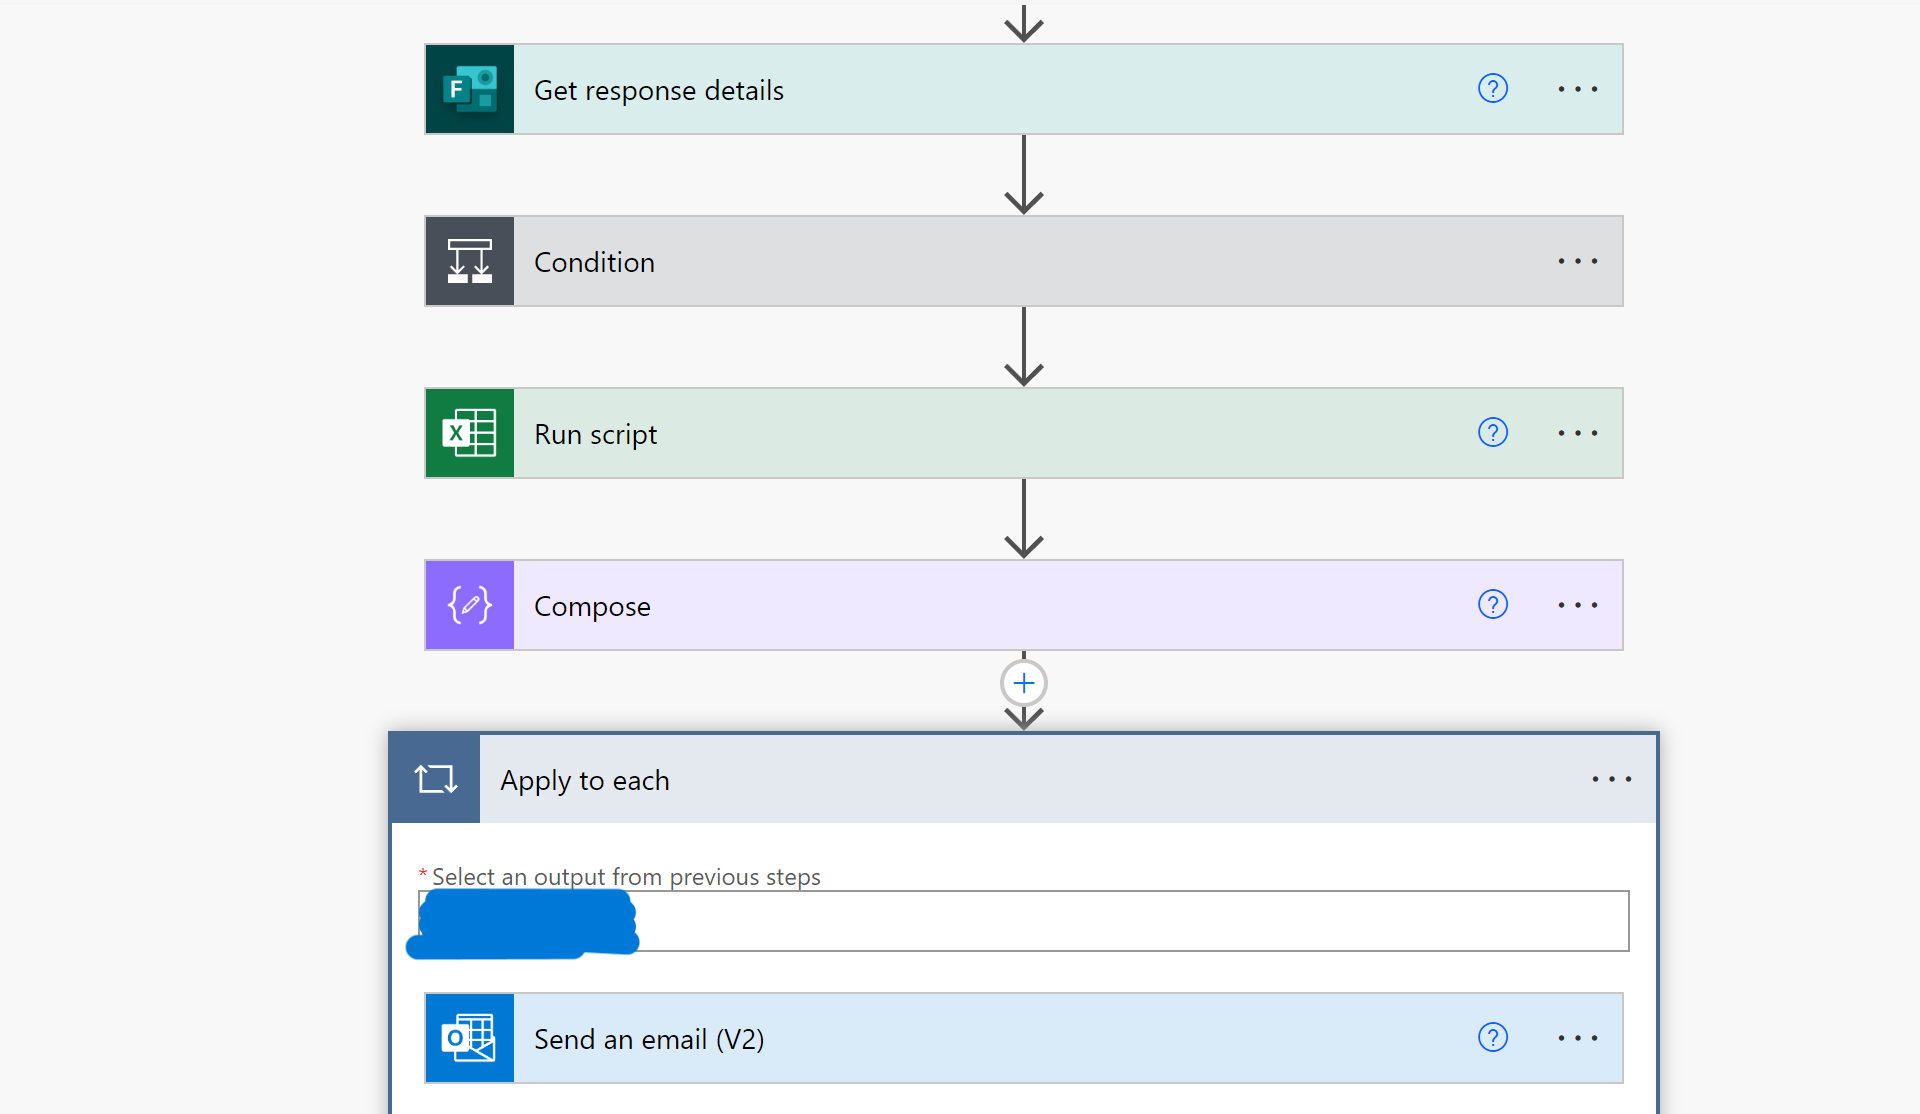 F
Get response details
?
Condition
X
Run script
?
Compose
?
Apply to each
* Select an output from previous steps
O
Send an email (V2)
?